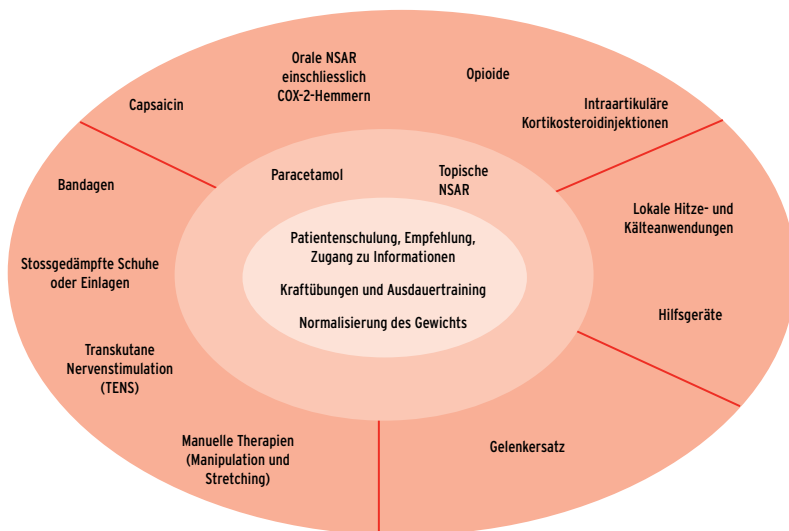 Orale NSAR
einschliesslich
COX-2-Hemmern
Opioide
Capsaicin
Intraartikuläre
Kortikosteroidinjektionen
Bandagen
Paracetamol
Topische
NSAR
Lokale Hitze- und
Kälteanwendungen
Patientenschulung, Empfehlung,
Zugang zu Informationen
Stossgedämpfte Schuhe
oder Einlagen
Kraftübungen und Ausdauertraining
Normalisierung des Gewichts
Hilfsgeräte
Transkutane
Nervenstimulation
(TENS)
Manuelle Therapien
(Manipulation und
Stretching)
Gelenkersatz